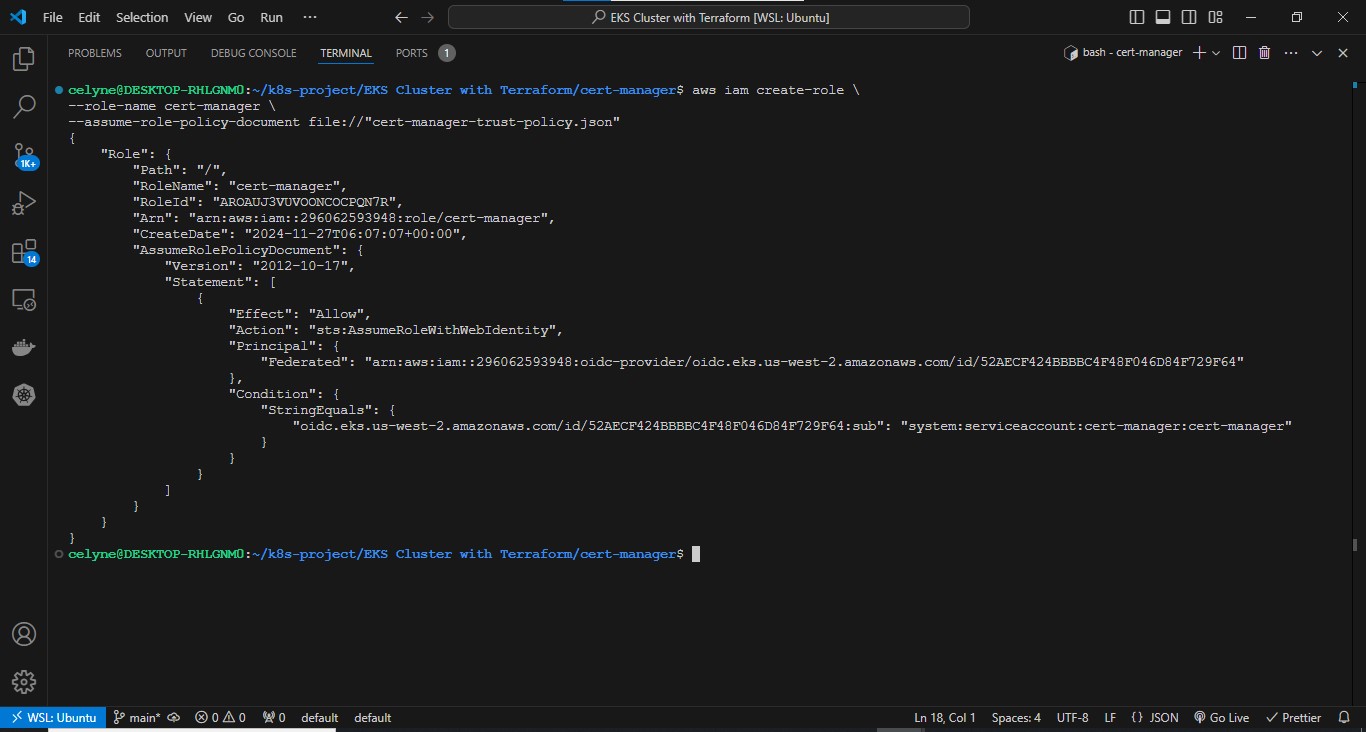 File Edit Selection View Go Run ··· EKS Cluster with Terraform [WSL: Ubuntu]
PROBLEMS OUTPUT DEBUG CONSOLE TERMINAL PORTS 1 bash - cert-manager
celyne@DESKTOP-RHLGNMU:~/k8s-project/EKS Cluster with Terraform/cert-manager$ aws iam create-role \
--role-name cert-manager \
--assume-role-policy-document file://"cert-manager-trust-policy.json"
{
"Role": {
"Path": "/",
"RoleName": "cert-manager",
"RoleId": "AROAUJ3VUVOONCOCPQN7R",
"Arn": "arn:aws:iam::296062593948:role/cert-manager",
"CreateDate": "2024-11-27T06:07:07+00:00",
"AssumeRolePolicyDocument": {
"Version": "2012-10-17",
"Statement": [
{
"Effect": "Allow",
"Action": "sts:AssumeRoleWithWebIdentity",
"Principal": {
"Federated": "arn:aws:iam::296062593948:oidc-provider/oidc.eks.us-west-2.amazonaws.com/id/52AECF424BBBBC4F48F046D84F729F64"
},
"Condition": {
"StringEquals": {
"oidc.eks.us-west-2.amazonaws.com/id/52AECF424BBBBC4F48F046D84F729F64:sub": "system:serviceaccount:cert-manager:cert-manager"
}
}
}
]
}
}
}
celyne@DESKTOP-RHLGNMU:~/k8s-project/EKS Cluster with Terraform/cert-manager$
1K+
14
WSL: Ubuntu main* 0 0 0 default default Ln 18, Col 1 Spaces: 4 UTF-8 LF {} JSON Go Live Prettier